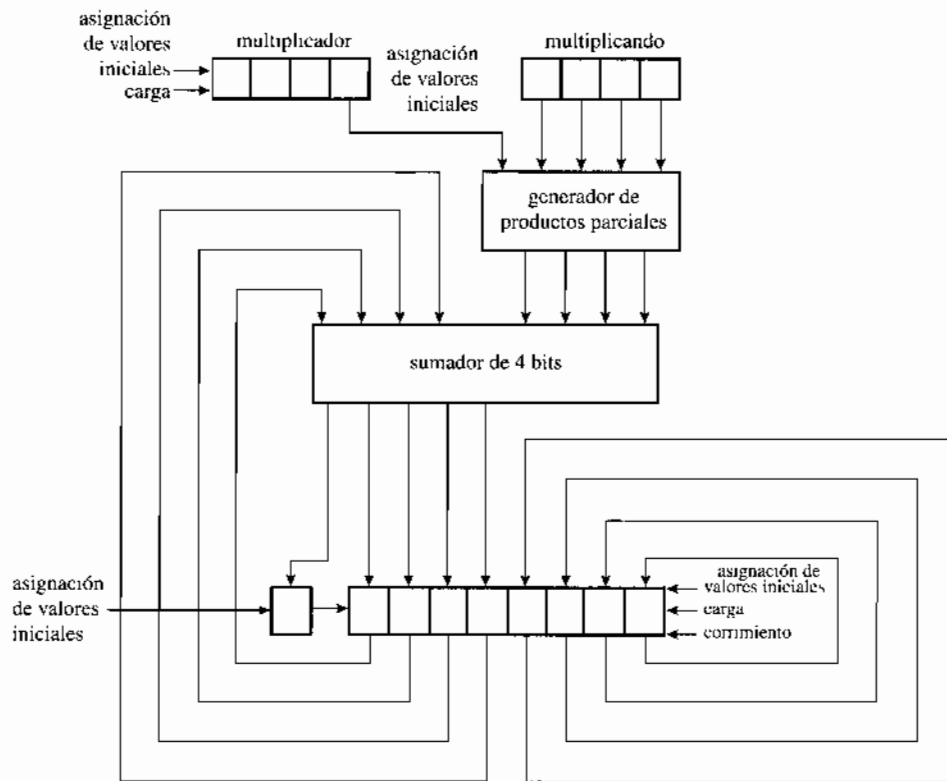 asignación
de valores
iniciales
carga
multiplicador
asignación
de valores
iniciales
multiplicando
generador de
productos parciales
sumador de 4 bits
asignación
de valores
iniciales
asignación de
valores iniciales
carga
corrimiento